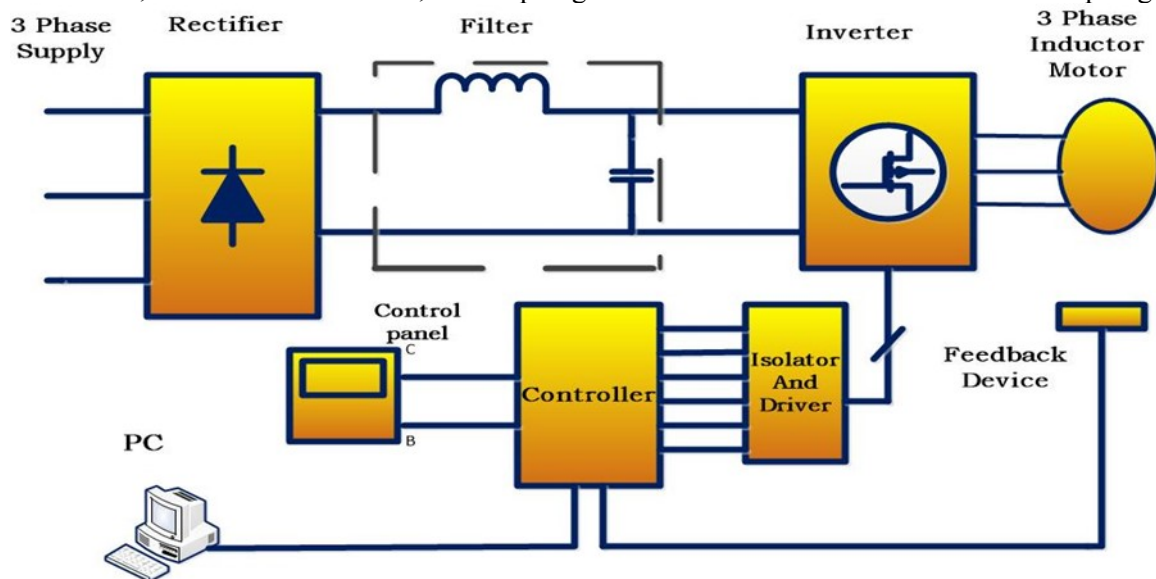 3 Phase
Supply
Rectifier
Filter
Inverter
3 Phase
Inductor
Motor
Control
panel
C
B
Controller
Isolator
And
Driver
Feedback
Device
PC